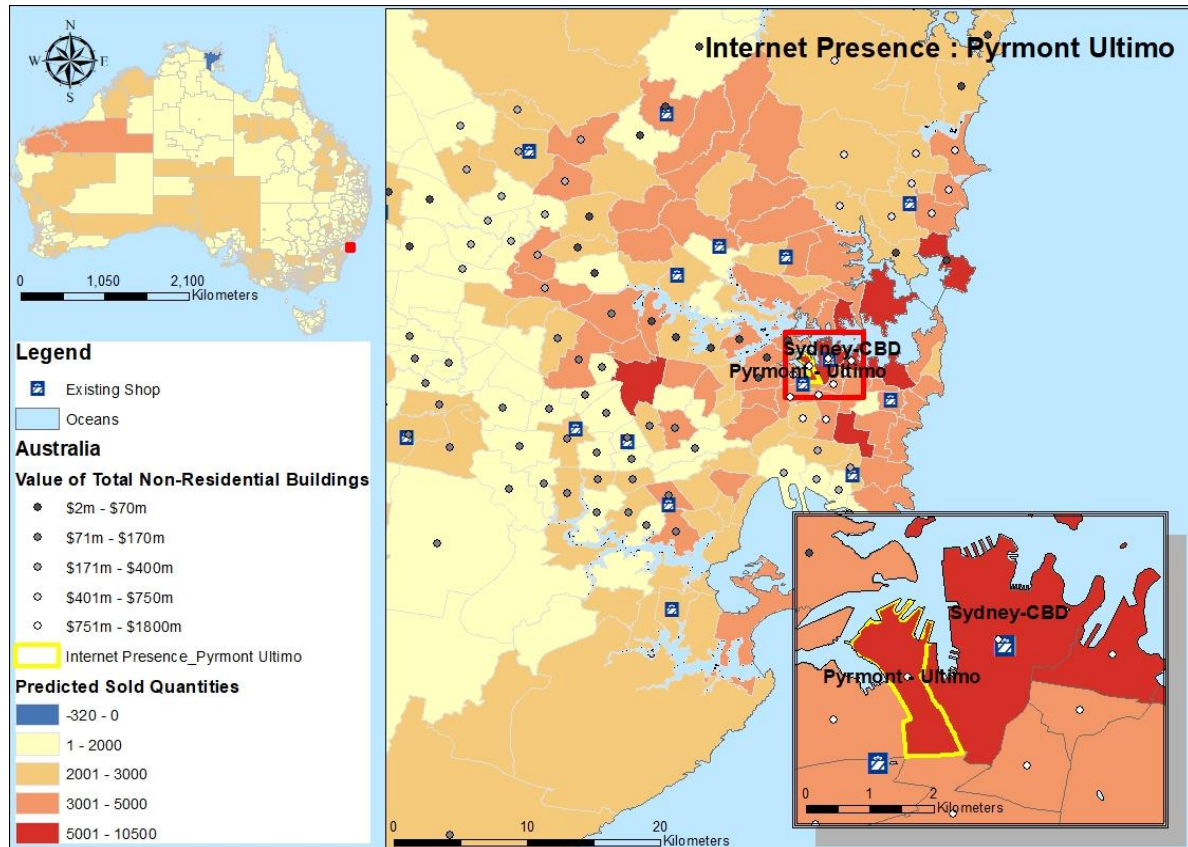 Internet Presence : Pyrmont Ultimo
N
W E
S
0 1,050 2,100
Kilometers
Legend
Existing Shop
Oceans
Australia
Value of Total Non-Residential Buildings
$2m - $70m
$71m - $170m
$171m - $400m
$401m - $750m
$751m - $1800m
Internet Presence_Pyrmont Ultimo
Predicted Sold Quantities
-320 - 0
1 - 2000
2001 - 3000
3001 - 5000
5001 - 10500
Sydney-CBD
Pyrmont - Ultimo
0 10 20
Kilometers
Sydney-CBD
Pyrmont - Ultimo
0 1 2
Kilometers